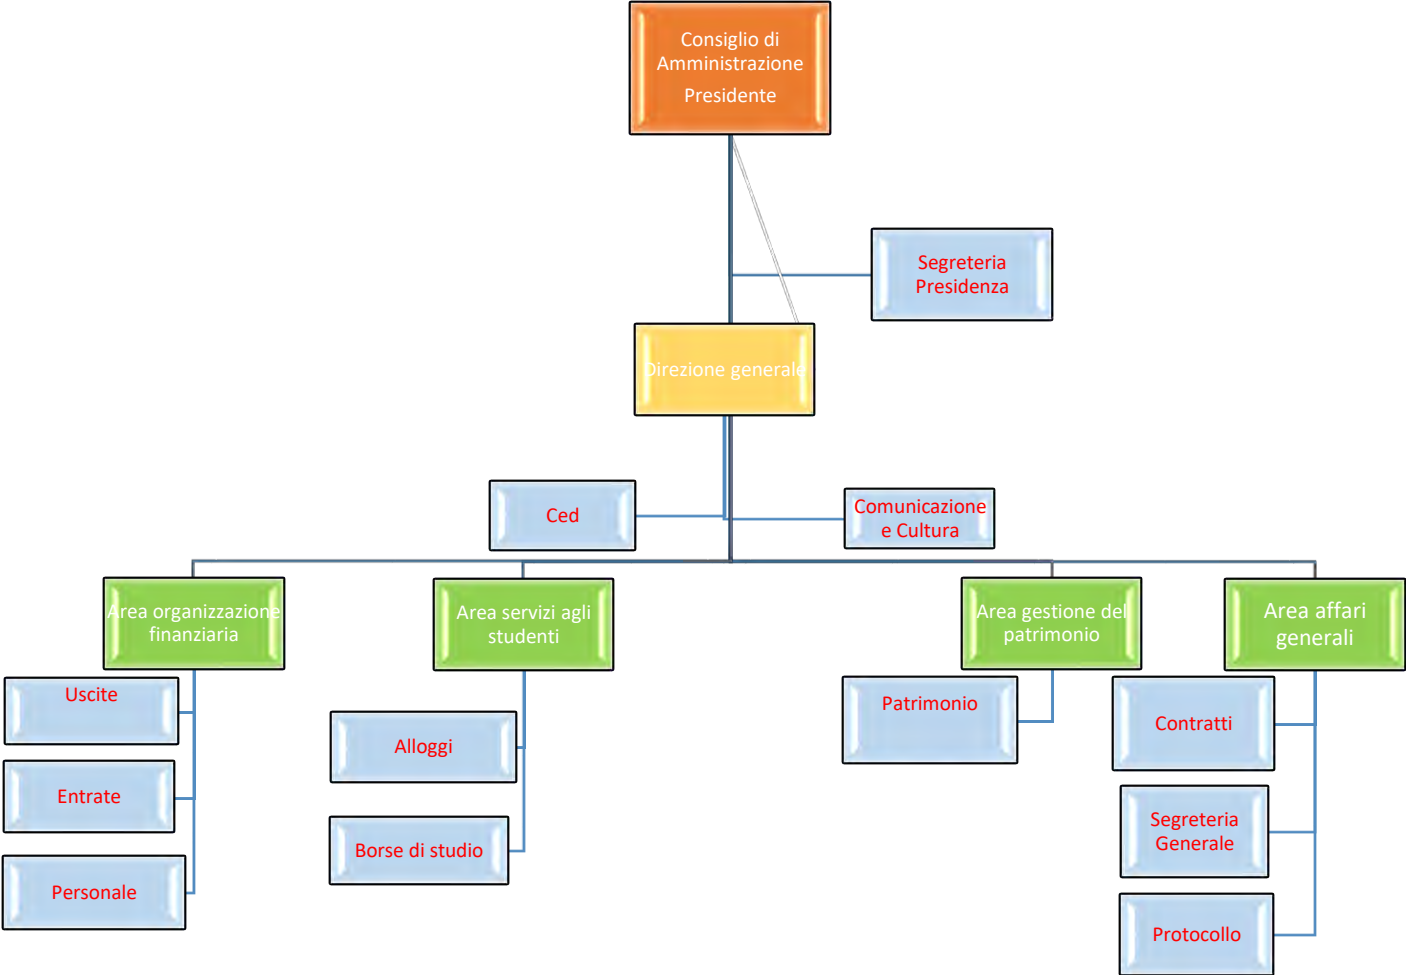 Consiglio di
Amministrazione
Presidente
Segreteria
Presidenza
Direzione generale
Ced
Comunicazione
e Cultura
Area organizzazione
finanziaria
Area servizi agli
studenti
Area gestione del
patrimonio
Area affari
generali
Uscite
Entrate
Personale
Alloggi
Borse di studio
Patrimonio
Contratti
Segreteria
Generale
Protocollo